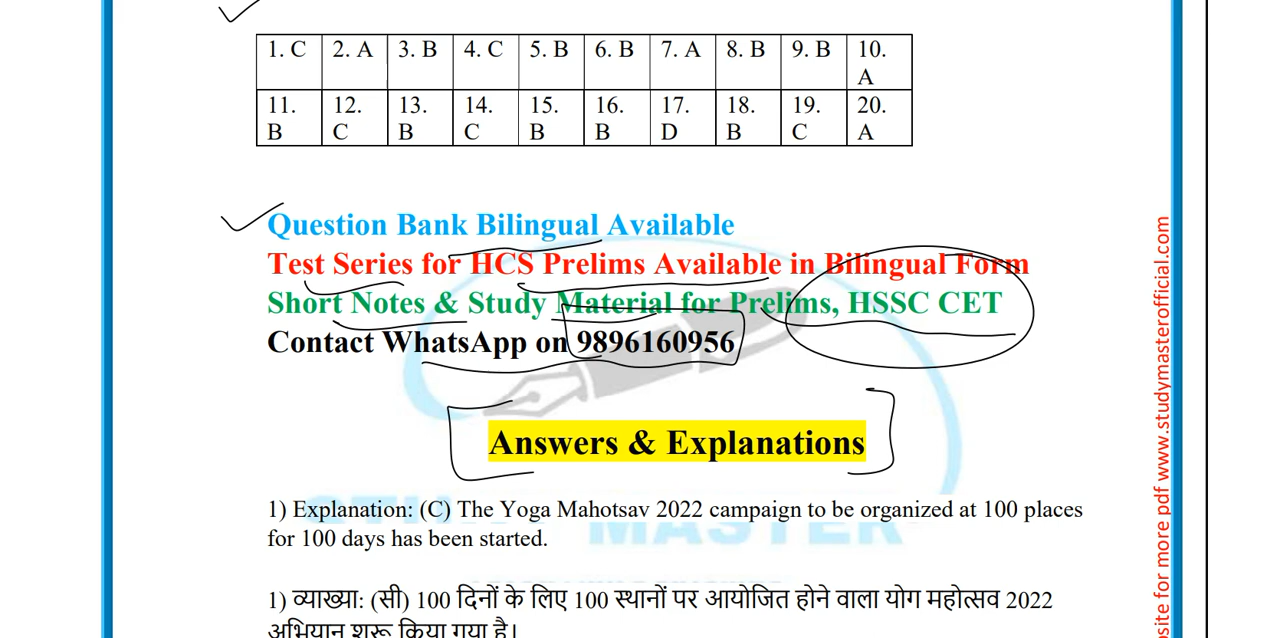 1. C 2. A 3. B 4. C 5. B 6. B 7. A 8. B 9. B 10. A
11. B 12. C 13. B 14. C 15. B 16. B 17. D 18. B 19. C 20. A
Question Bank Bilingual Available
Test Series for HCS Prelims Available in Bilingual Form
Short Notes & Study Material for Prelims, HSSC CET
Contact WhatsApp on 9896160956
Answers & Explanations
1) Explanation: (C) The Yoga Mahotsav 2022 campaign to be organized at 100 places
for 100 days has been started.
1) व्याख्या: (सी) 100 दिनों के लिए 100 स्थानों पर आयोजित होने वाला योग महोत्सव 2022
अभियान शुरू किया गया है।
for more pdf www.studymasterofficial.com